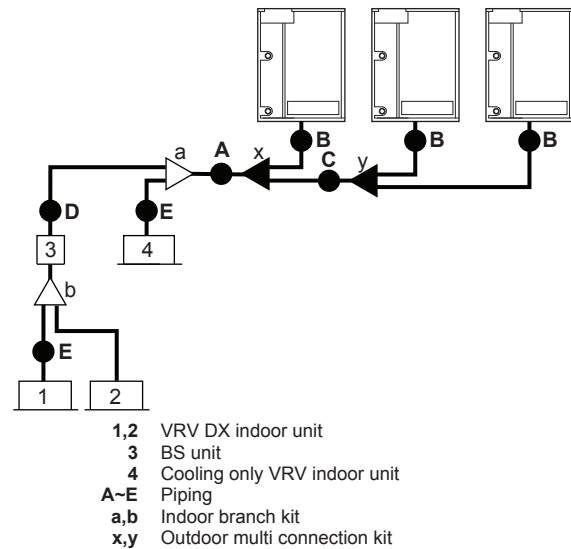 B B B
a A x C y
D E
3 4
b
E
1 2
1,2 VRV DX indoor unit
3 BS unit
4 Cooling only VRV indoor unit
A~E Piping
a,b Indoor branch kit
x,y Outdoor multi connection kit